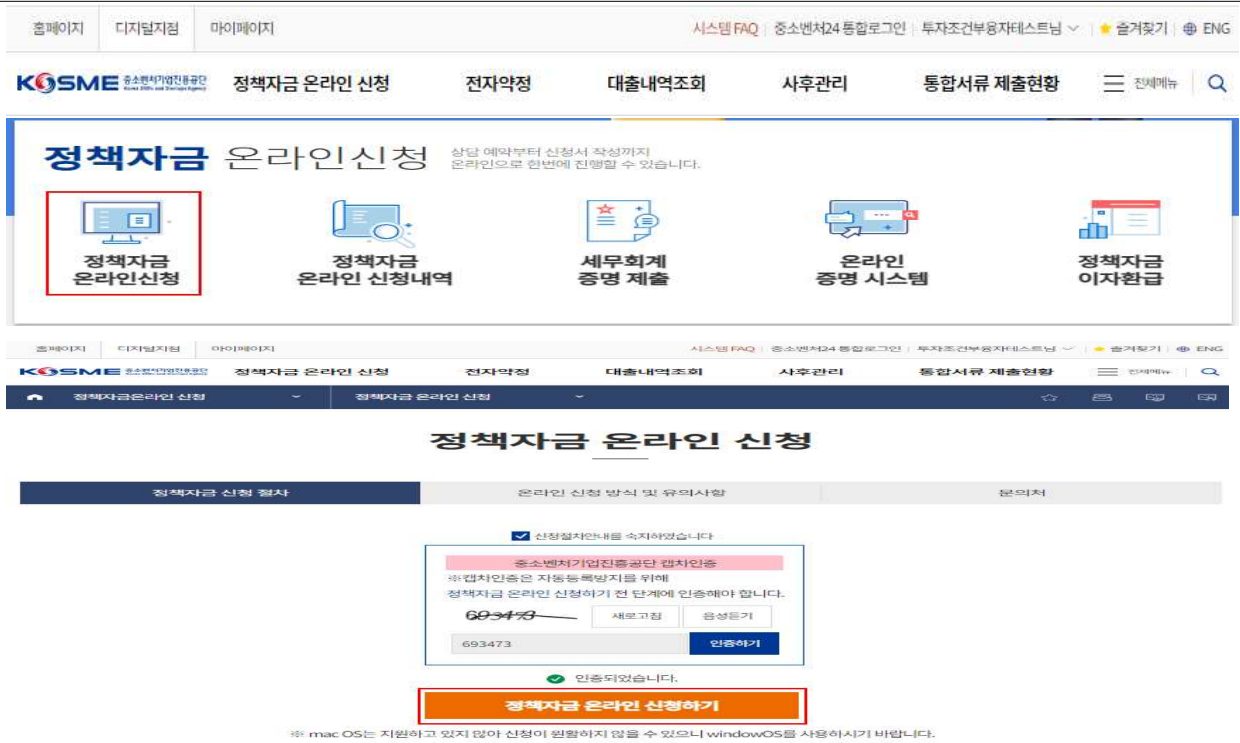 홈페이지 디지털지점 마이페이지 시스템 FAQ 중소벤처24 통합로그인 투자조건부융자테스트님 즐겨찾기 ENG
KOSME 중소벤처기업진흥공단 정책자금 온라인 신청 전자약정 대출내역조회 사후관리 통합서류 제출현황 전체메뉴
정책자금 온라인신청 상담 예약부터 신청서 작성까지
온라인으로 한번에 진행할 수 있습니다.
정책자금 정책자금 세무회계 온라인 정책자금
온라인신청 온라인 신청내역 증명 제출 증명 시스템 이자환급
홈페이지 디지털지점 마이페이지 시스템 FAQ 중소벤처24 통합로그인 투자조건부융자테스트님 즐겨찾기 ENG
KOSME 중소벤처기업진흥공단 정책자금 온라인 신청 전자약정 대출내역조회 사후관리 통합서류 제출현황 전체메뉴
정책자금온라인 신청 정책자금 온라인 신청
정책자금 온라인 신청
정책자금 신청 절차 온라인 신청 방식 및 유의사항 문의처
신청절차안내를 숙지하였습니다
중소벤처기업진흥공단 캡차인증
※캡차인증은 자동등록방지를 위해
정책자금 온라인 신청하기 전 단계에 인증해야 합니다.
693473 새로고침 음성듣기
693473 인증하기
인증되었습니다.
정책자금 온라인 신청하기
※ mac OS는 지원하고 있지 않아 신청이 원활하지 않을 수 있으니 windowOS를 사용하시기 바랍니다.